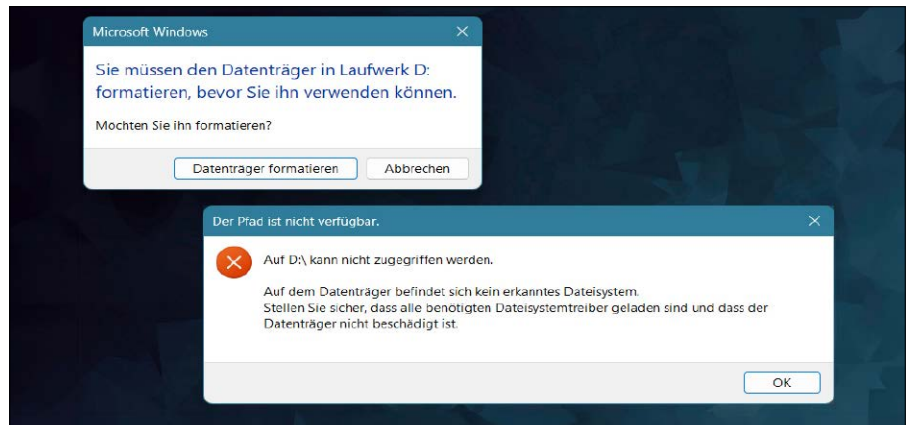 Microsoft Windows
Sie müssen den Datenträger in Laufwerk D:
formatieren, bevor Sie ihn verwenden können.
Möchten Sie ihn formatieren?
Datenträger formatieren
Abbrechen
Der Pfad ist nicht verfügbar.
Auf D:\ kann nicht zugegriffen werden.
Auf dem Datenträger befindet sich kein erkanntes Dateisystem.
Stellen Sie sicher, dass alle benötigten Dateisystemtreiber geladen sind und dass der
Datenträger nicht beschädigt ist.
OK